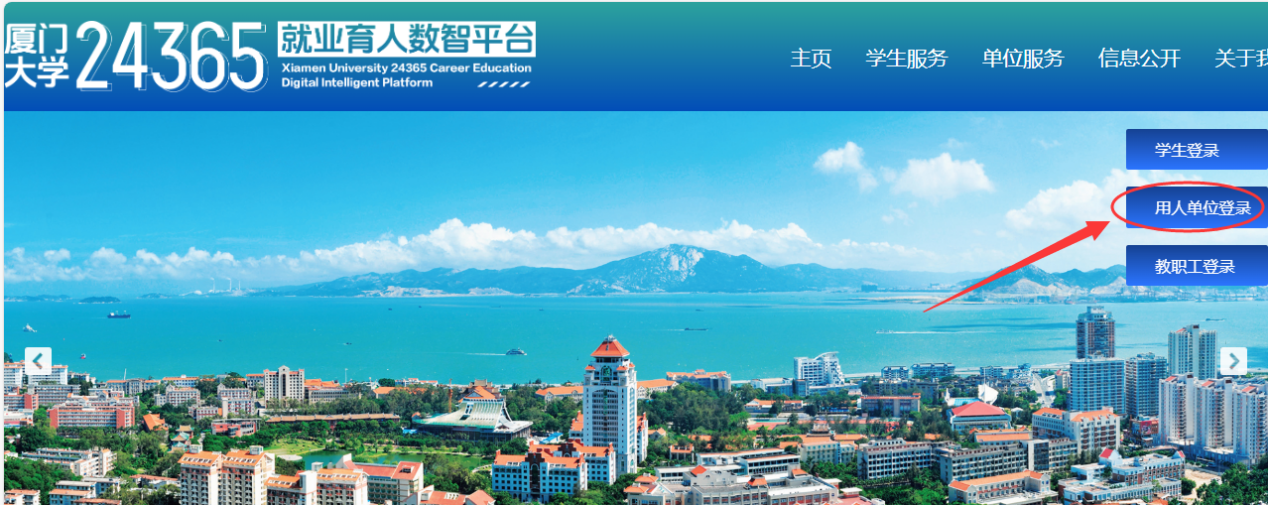 厦门
大学
24365
就业育人数智平台
Xiamen University 24365 Career Education
Digital Intelligent Platform
主页 学生服务 单位服务 信息公开 关于我
学生登录
用人单位登录
教职工登录